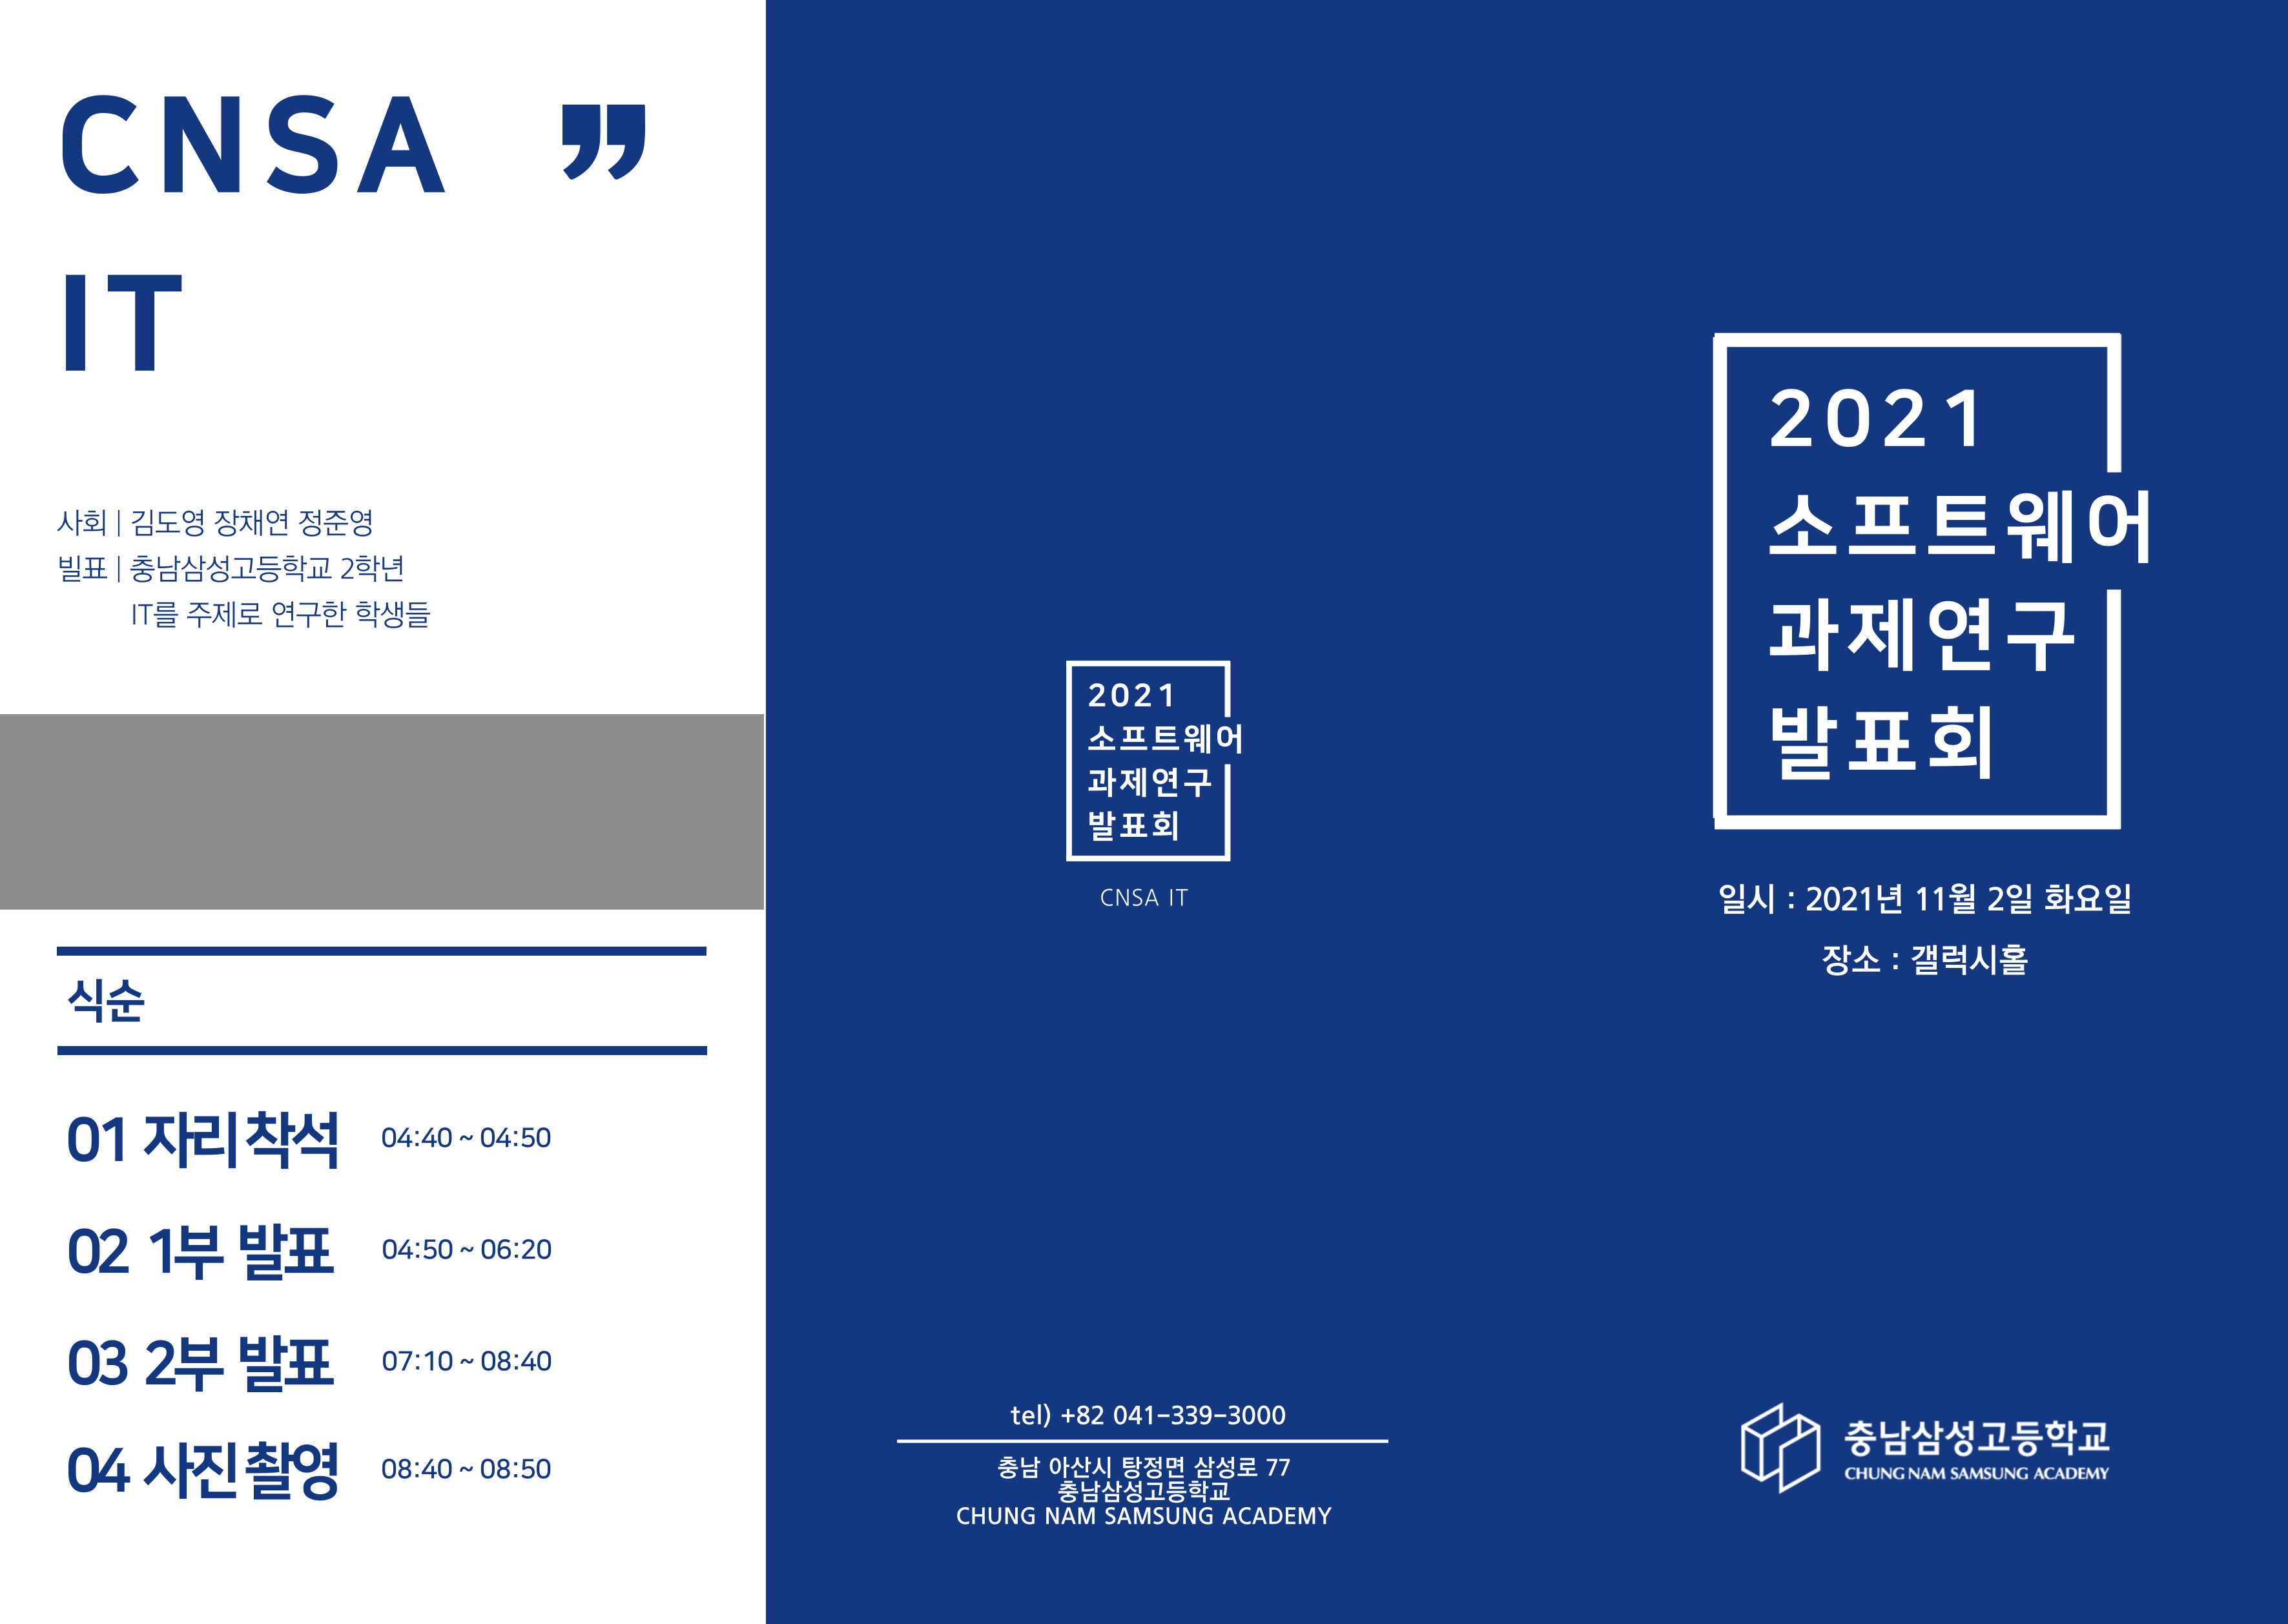 CNSA ”
IT
사회 | 김도영 장채연 정준영
발표 | 충남삼성고등학교 2학년
IT를 주제로 연구한 학생들
식순
01 자리 착석 04:40 ~ 04:50
02 1부 발표 04:50 ~ 06:20
03 2부 발표 07:10 ~ 08:40
04 사진 촬영 08:40 ~ 08:50
2021
소프트웨어
과제연구
발표회
CNSA IT
tel) +82 041-339-3000
충남 아산시 탕정면 삼성로 77
충남삼성고등학교
CHUNG NAM SAMSUNG ACADEMY
2021
소프트웨어
과제연구
발표회
일시 : 2021년 11월 2일 화요일
장소 : 갤럭시홀
충남삼성고등학교
CHUNG NAM SAMSUNG ACADEMY